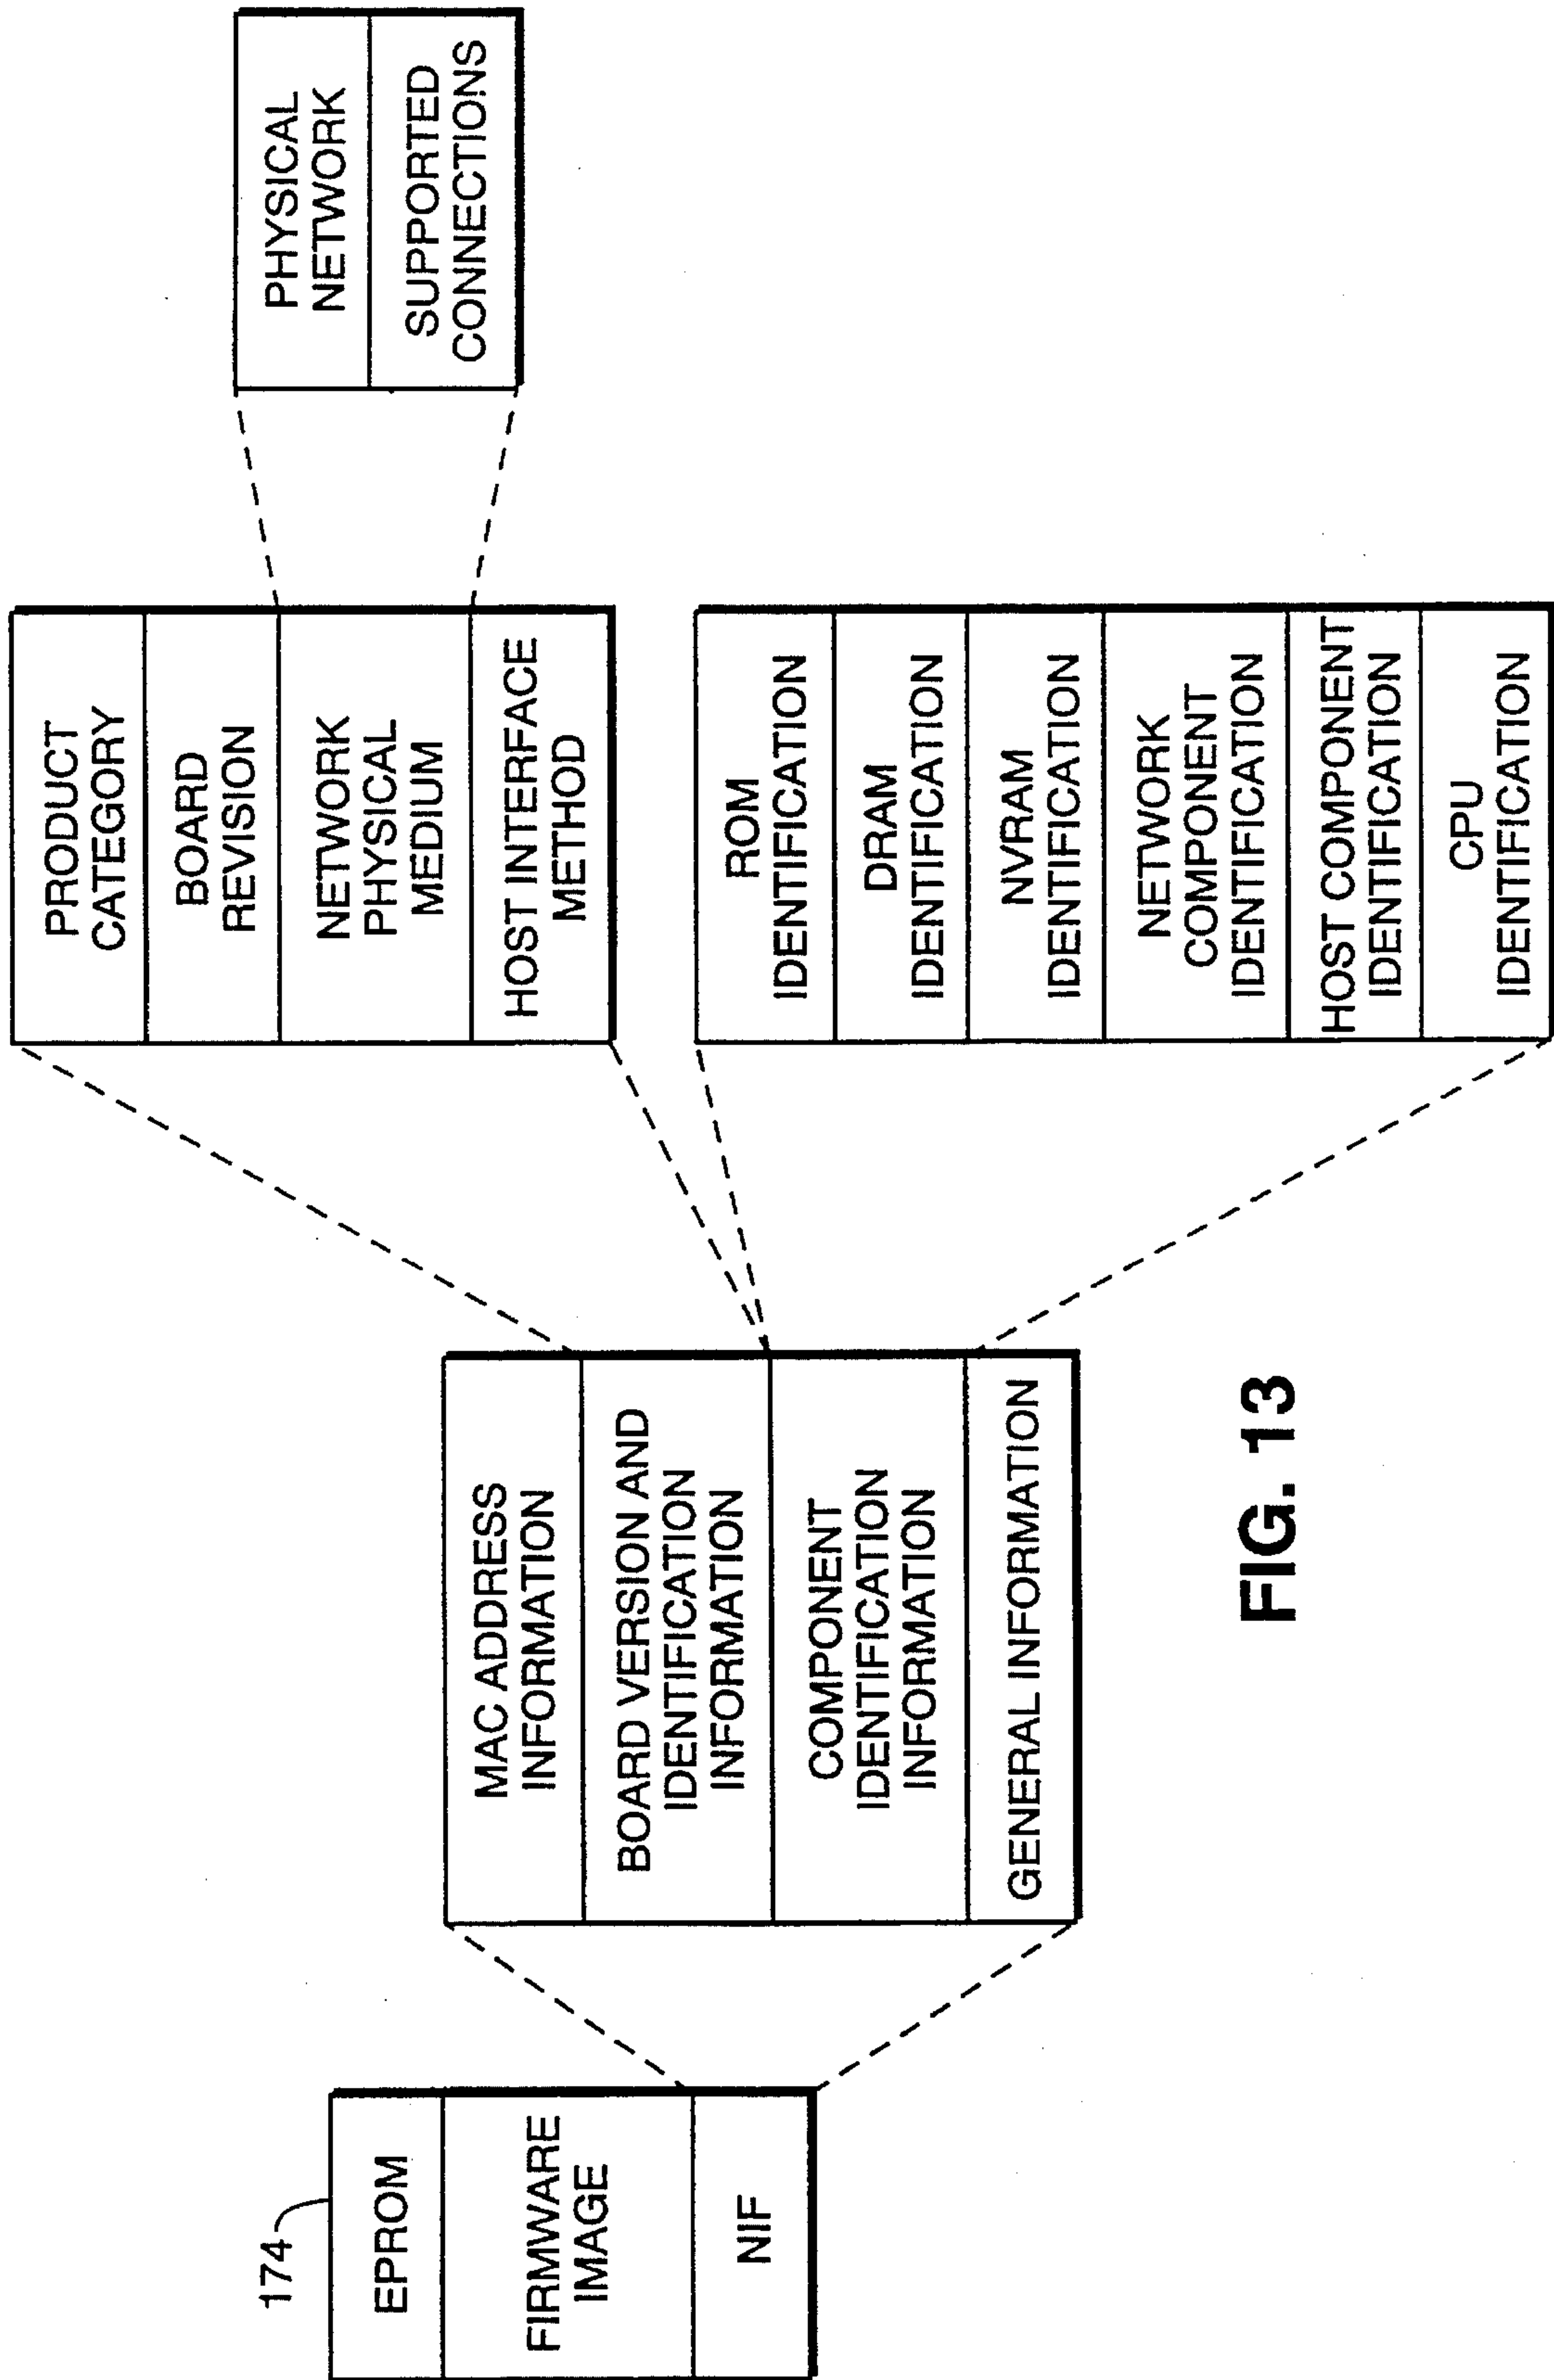 174
EPROM
FIRMWARE
IMAGE
NIF
MAC ADDRESS
INFORMATION
BOARD VERSION AND
IDENTIFICATION
INFORMATION
COMPONENT
IDENTIFICATION
INFORMATION
GENERAL INFORMATION
PRODUCT
CATEGORY
BOARD
REVISION
NETWORK
PHYSICAL
MEDIUM
HOST INTERFACE
METHOD
ROM
IDENTIFICATION
DRAM
IDENTIFICATION
NVRAM
IDENTIFICATION
NETWORK
COMPONENT
IDENTIFICATION
HOST COMPONENT
IDENTIFICATION
CPU
IDENTIFICATION
PHYSICAL
NETWORK
SUPPORTED
CONNECTIONS
FIG. 13